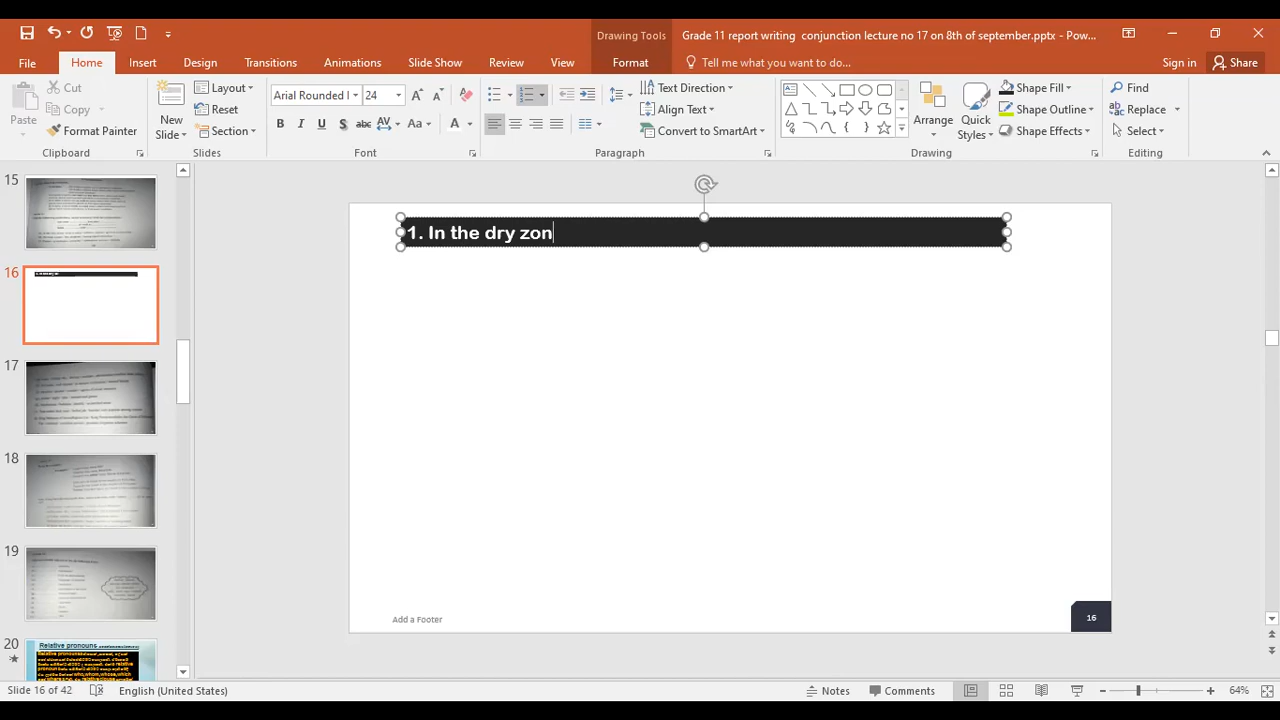 Drawing Tools
Grade 11 report writing conjunction lecture no 17 on 8th of september.pptx - Pow...
File
Home
Insert
Design
Transitions
Animations
Slide Show
Review
View
Format
Tell me what you want to do...
Sign in
Share
Paste
Cut
Copy
Format Painter
Clipboard
New Slide
Layout
Reset
Section
Slides
Arial Rounded
24
Font
Text Direction
Align Text
Convert to SmartArt
Paragraph
Arrange
Quick Styles
Shape Fill
Shape Outline
Shape Effects
Drawing
Find
Replace
Select
Editing
15
16
17
18
19
20
Relative pronouns
1. In the dry zon
Add a Footer
16
Slide 16 of 42
English (United States)
Notes
Comments
64%